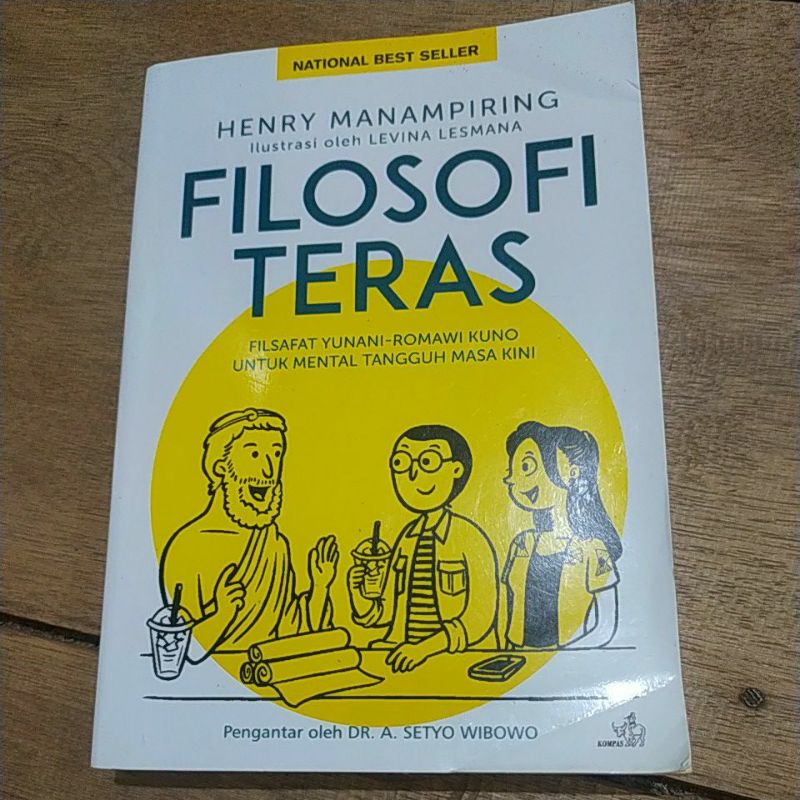 NATIONAL BEST SELLER
HENRY MANAMPIRING
Ilustrasi oleh LEVINA LESMANA
FILOSOFI
TERAS
FILSAFAT YUNANI-ROMAWI KUNO
UNTUK MENTAL TANGGUH MASA KINI
Pengantar oleh DR. A. SETYO WIBOWO
KOMPAS